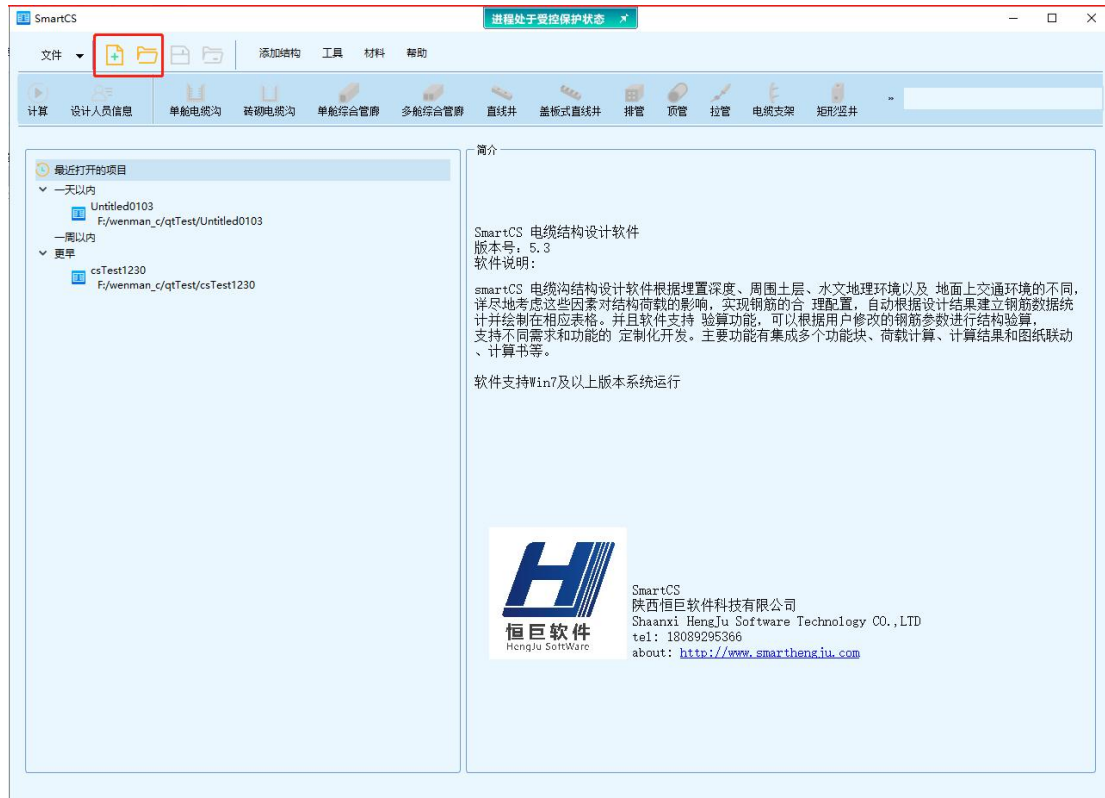 SmartCS
进程处于受控保护状态
文件
添加结构 工具 材料 帮助
计算 设计人员信息 单舱电缆沟 砖砌电缆沟 单舱综合管廊 多舱综合管廊 直线井 盖板式直线井 排管 顶管 拉管 电缆支架 矩形竖井 »
最近打开的项目
一天以内
Untitled0103
F:/wenman_c/qtTest/Untitled0103
一周以内
更早
csTest1230
F:/wenman_c/qtTest/csTest1230
简介
SmartCS 电缆结构设计软件
版本号: 5.3
软件说明:
smartCS 电缆沟结构设计软件根据埋置深度、周围土层、水文地理环境以及 地面上交通环境的不同,
详尽地考虑这些因素对结构荷载的影响, 实现钢筋的合 理配置, 自动根据设计结果建立钢筋数据统
计并绘制在相应表格。并且软件支持 验算功能, 可以根据用户修改的钢筋参数进行结构验算,
支持不同需求和功能的 定制化开发。主要功能有集成多个功能块、荷载计算、计算结果和图纸联动
、计算书等。
软件支持Win7及以上版本系统运行
恒巨软件
HengJu SoftWare
SmartCS
陕西恒巨软件科技有限公司
Shaanxi HengJu Software Technology CO.,LTD
tel: 18089295366
about: http://www.smarthengju.com